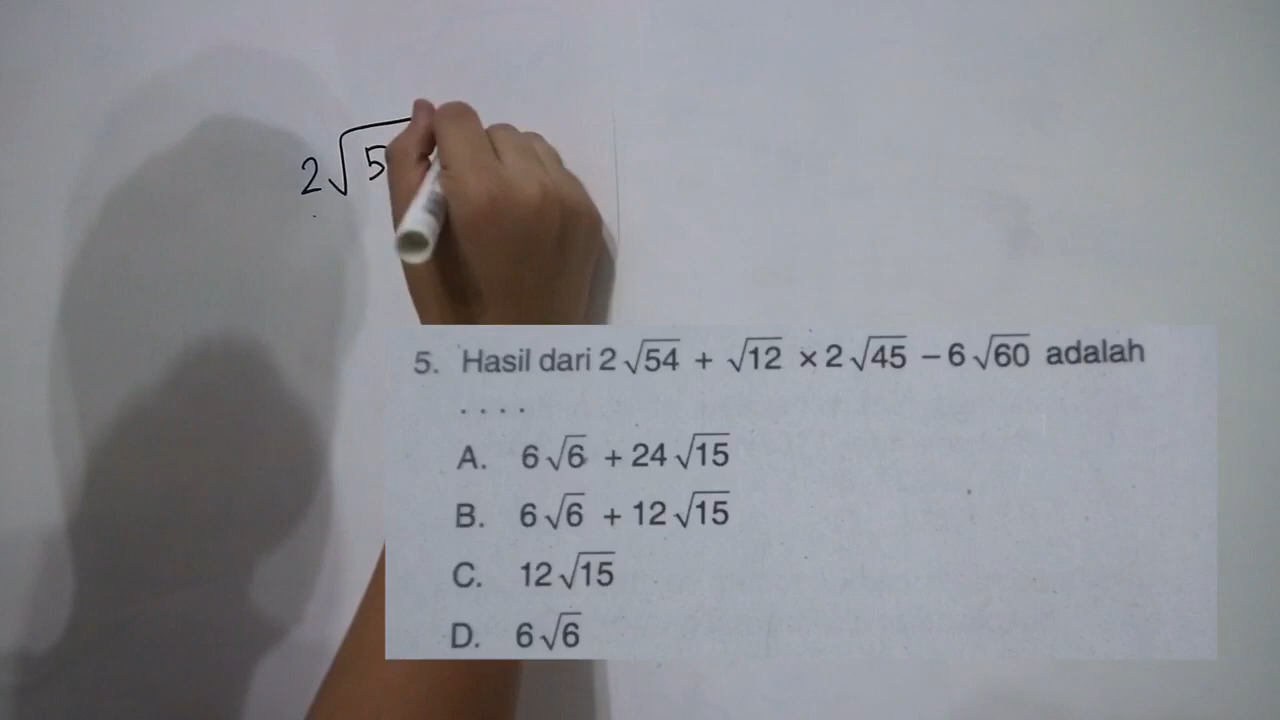 2√5
5. Hasil dari 2√54 + √12 × 2√45 – 6√60 adalah
. . . .
A. 6√6 + 24√15
B. 6√6 + 12√15
C. 12√15
D. 6√6